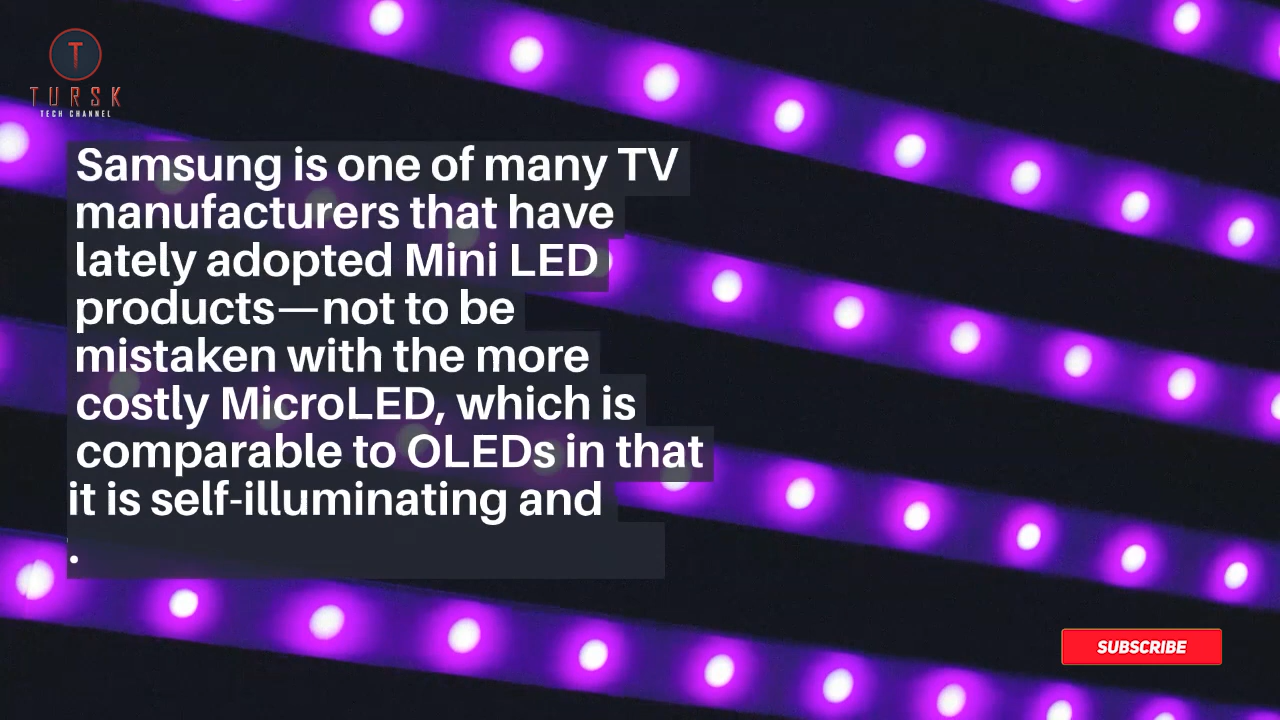 T
TURSK
TECH CHANNEL
Samsung is one of many TV
manufacturers that have
lately adopted Mini LED
products—not to be
mistaken with the more
costly MicroLED, which is
comparable to OLEDs in that
it is self-illuminating and
.
SUBSCRIBE